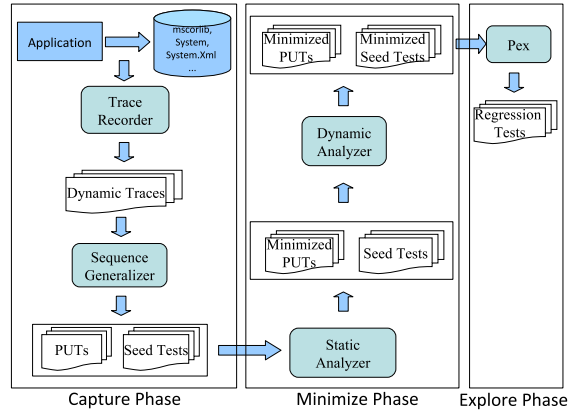 Application
mscorlib,
System,
System.Xml
...
Trace
Recorder
Dynamic Traces
Sequence
Generalizer
PUTs
Seed Tests
Capture Phase
Minimized
PUTs
Minimized
Seed Tests
Dynamic
Analyzer
Minimized
PUTs
Seed Tests
Static
Analyzer
Minimize Phase
Pex
Regression
Tests
Explore Phase